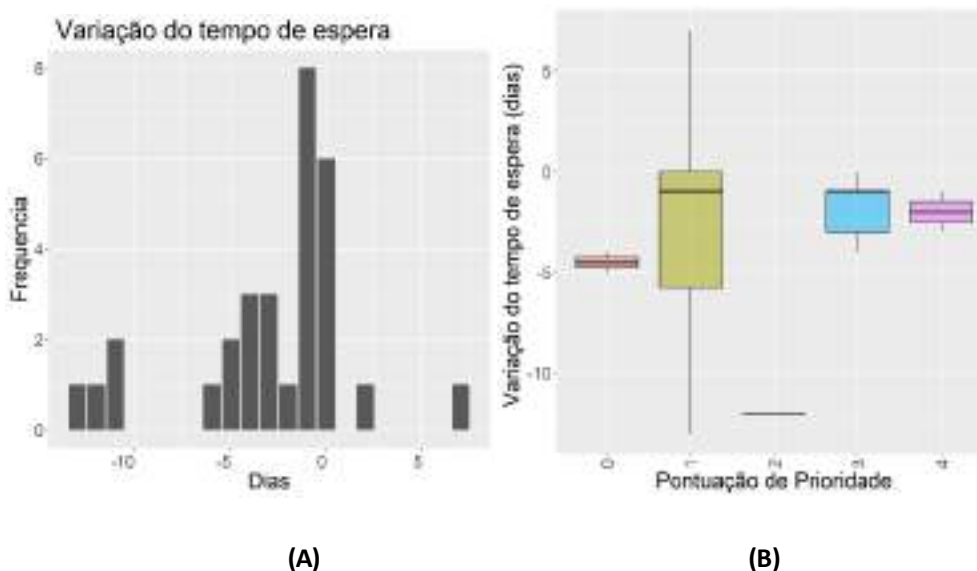 Variação do tempo de espera
8
6
4
2
0
Frequencia
-10
-5
0
5
Dias
(A)
5
0
-5
-10
Variação do tempo de espera (dias)
0
1
2
3
4
Pontuação de Prioridade
(B)